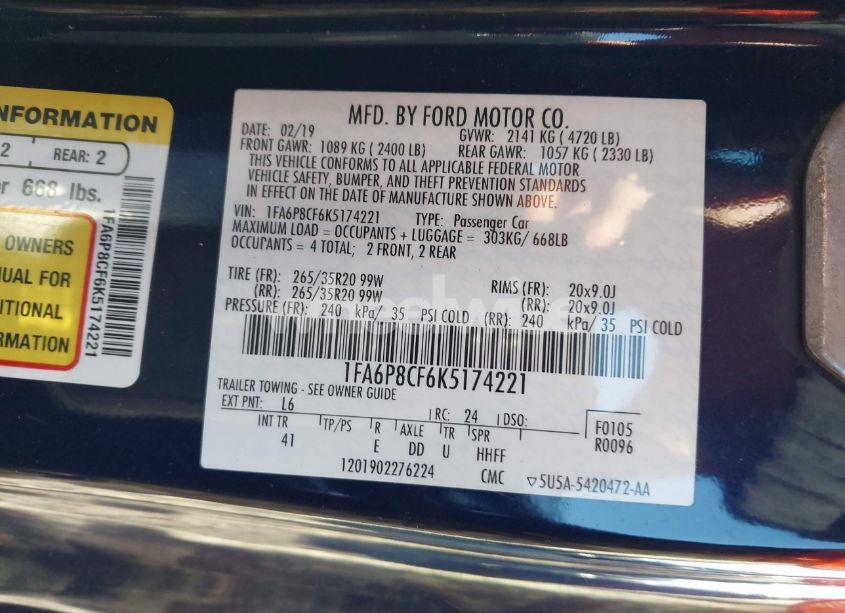 NFORMATION
2 REAR: 2
668 lbs.
OWNERS
FOR
1FA6P8CF6K5174221
MFD. BY FORD MOTOR CO.
DATE: 02/19 GVWR: 2141 KG ( 4720 LB)
FRONT GAWR: 1089 KG ( 2400 LB) REAR GAWR: 1057 KG ( 2330 LB)
THIS VEHICLE CONFORMS TO ALL APPLICABLE FEDERAL MOTOR
VEHICLE SAFETY, BUMPER, AND THEFT PREVENTION STANDARDS
IN EFFECT ON THE DATE OF MANUFACTURE SHOWN ABOVE.
VIN: 1FA6P8CF6K5174221 TYPE: Passenger Car
MAXIMUM LOAD = OCCUPANTS + LUGGAGE = 303KG/ 668LB
OCCUPANTS = 4 TOTAL; 2 FRONT, 2 REAR
TIRE (FR): 265/35R20 99W RIMS (FR): 20x9.0J
(RR): 265/35R20 99W (RR): 20x9.0J
PRESSURE (FR): 240 kPa/ 35 PSI COLD (RR): 240 kPa/ 35 PSI COLD
1FA6P8CF6K5174221
TRAILER TOWING - SEE OWNER GUIDE
EXT PNT: L6 RC: 24 DSO: F0105
INT TR TP/PS R AXLE TR SPR R0096
41 E DD U HHFF
1201902276224 CMC ▽5U5A-5420472-AA